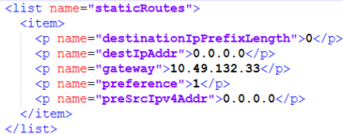 <list name="staticRoutes">
<item>
<p name="destinationIpPrefixLength">0</p>
<p name="destIpAddr">0.0.0.0</p>
<p name="gateway">10.49.132.33</p>
<p name="preference">1</p>
<p name="preSrcIpv4Addr">0.0.0.0</p>
</item>
</list>